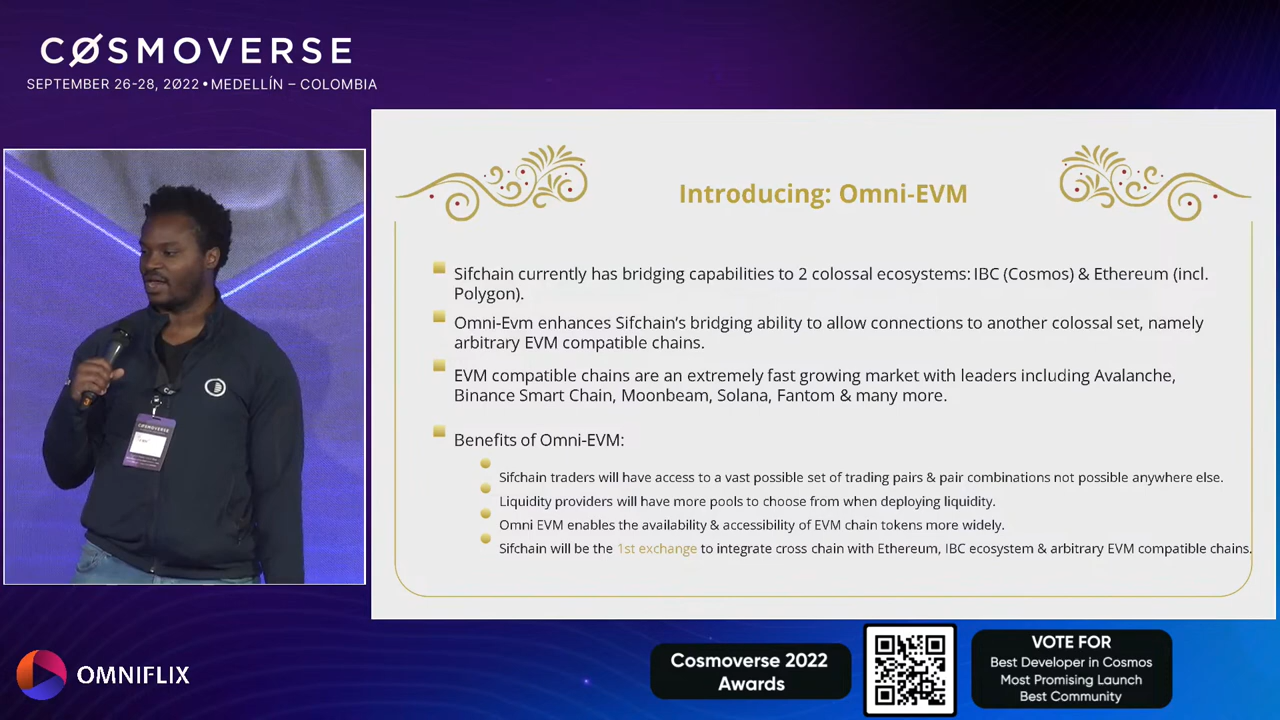 CØSMOVERSE
SEPTEMBER 26-28, 2022 • MEDELLÍN – COLOMBIA
Introducing: Omni-EVM
Sifchain currently has bridging capabilities to 2 colossal ecosystems: IBC (Cosmos) & Ethereum (incl.
Polygon).
Omni-Evm enhances Sifchain's bridging ability to allow connections to another colossal set, namely
arbitrary EVM compatible chains.
EVM compatible chains are an extremely fast growing market with leaders including Avalanche,
Binance Smart Chain, Moonbeam, Solana, Fantom & many more.
Benefits of Omni-EVM:
Sifchain traders will have access to a vast possible set of trading pairs & pair combinations not possible anywhere else.
Liquidity providers will have more pools to choose from when deploying liquidity.
Omni EVM enables the availability & accessibility of EVM chain tokens more widely.
Sifchain will be the 1st exchange to integrate cross chain with Ethereum, IBC ecosystem & arbitrary EVM compatible chains.
COSMOVERSE
OMNIFLIX
Cosmoverse 2022
Awards
VOTE FOR
Best Developer in Cosmos
Most Promising Launch
Best Community